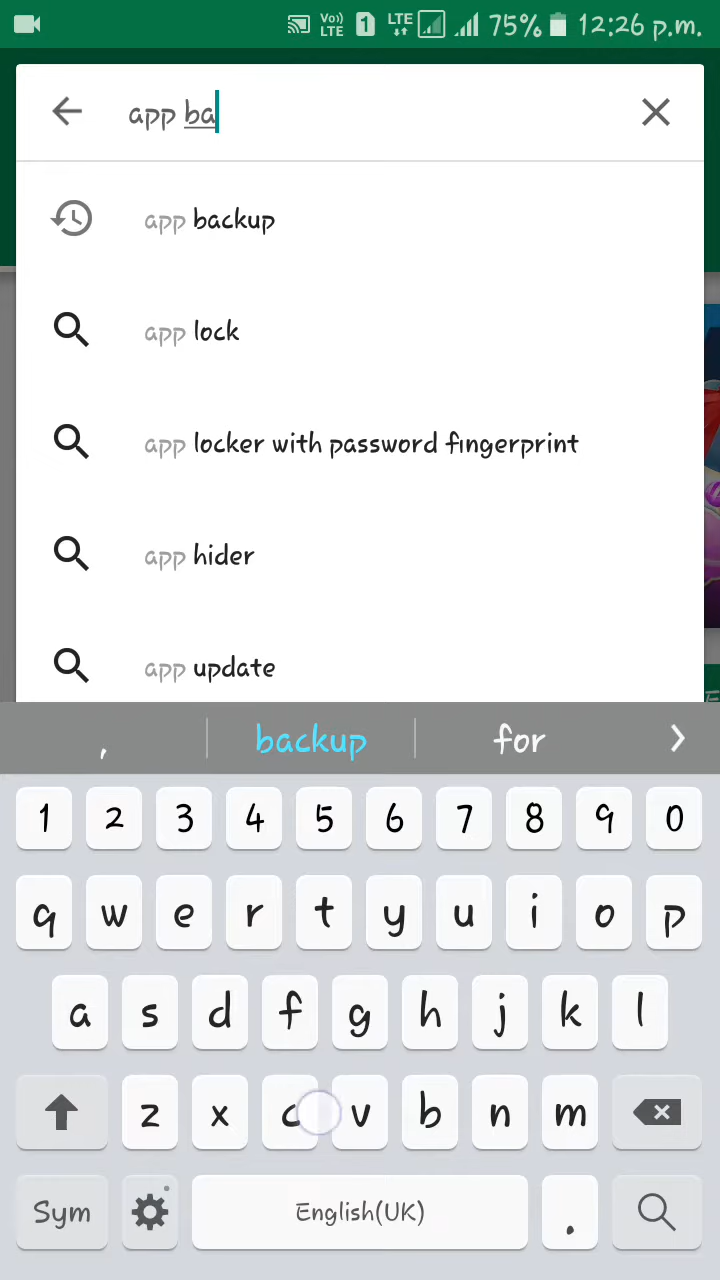 Vo)) LTE 1 LTE 75% 12:26 p.m.
app ba
app backup
app lock
app locker with password fingerprint
app hider
app update
, backup for
1 2 3 4 5 6 7 8 9 0
q w e r t y u i o p
a s d f g h j k l
z x c v b n m
Sym English(UK) .